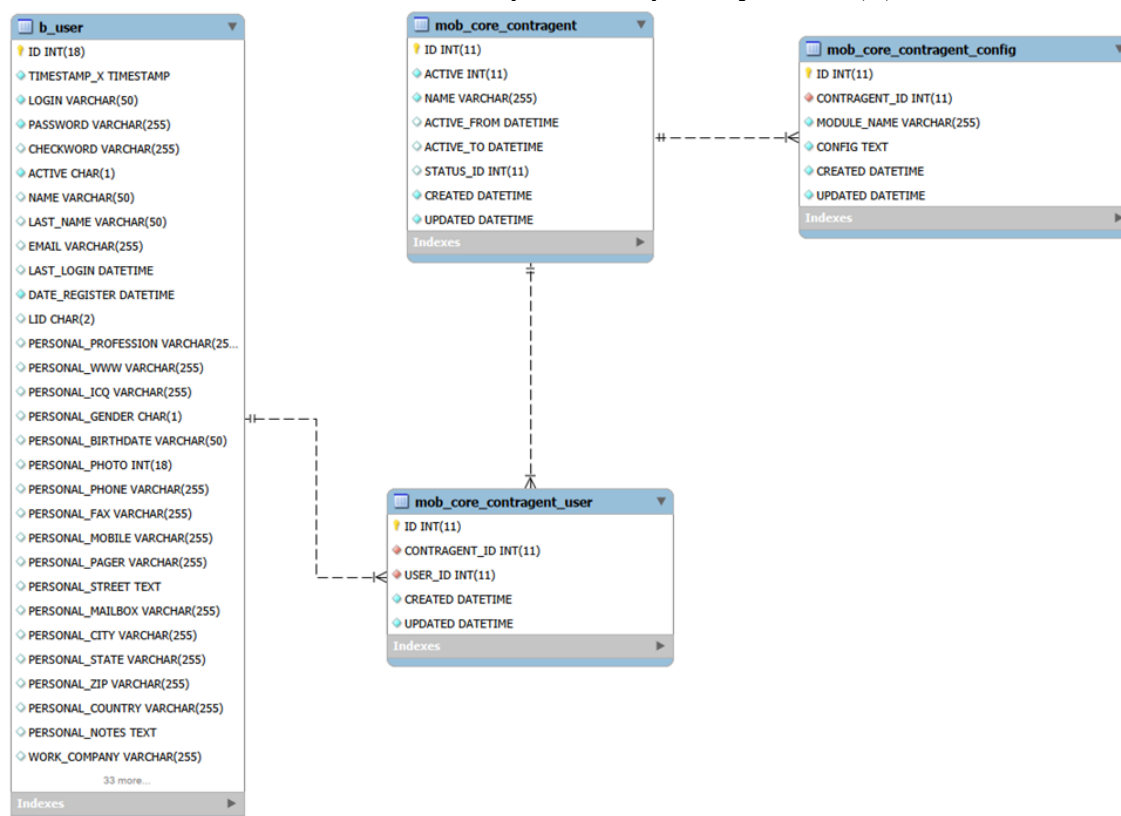 b_user
ID INT(18)
TIMESTAMP_X TIMESTAMP
LOGIN VARCHAR(50)
PASSWORD VARCHAR(255)
CHECKWORD VARCHAR(255)
ACTIVE CHAR(1)
NAME VARCHAR(50)
LAST_NAME VARCHAR(50)
EMAIL VARCHAR(255)
LAST_LOGIN DATETIME
DATE_REGISTER DATETIME
LID CHAR(2)
PERSONAL_PROFESSION VARCHAR(25...
PERSONAL_WWW VARCHAR(255)
PERSONAL_ICQ VARCHAR(255)
PERSONAL_GENDER CHAR(1)
PERSONAL_BIRTHDATE VARCHAR(50)
PERSONAL_PHOTO INT(18)
PERSONAL_PHONE VARCHAR(255)
PERSONAL_FAX VARCHAR(255)
PERSONAL_MOBILE VARCHAR(255)
PERSONAL_PAGER VARCHAR(255)
PERSONAL_STREET TEXT
PERSONAL_MAILBOX VARCHAR(255)
PERSONAL_CITY VARCHAR(255)
PERSONAL_STATE VARCHAR(255)
PERSONAL_ZIP VARCHAR(255)
PERSONAL_COUNTRY VARCHAR(255)
PERSONAL_NOTES TEXT
WORK_COMPANY VARCHAR(255)
33 more...
Indexes
mob_core_contragent
ID INT(11)
ACTIVE INT(11)
NAME VARCHAR(255)
ACTIVE_FROM DATETIME
ACTIVE_TO DATETIME
STATUS_ID INT(11)
CREATED DATETIME
UPDATED DATETIME
Indexes
mob_core_contragent_config
ID INT(11)
CONTRAGENT_ID INT(11)
MODULE_NAME VARCHAR(255)
CONFIG TEXT
CREATED DATETIME
UPDATED DATETIME
Indexes
mob_core_contragent_user
ID INT(11)
CONTRAGENT_ID INT(11)
USER_ID INT(11)
CREATED DATETIME
UPDATED DATETIME
Indexes